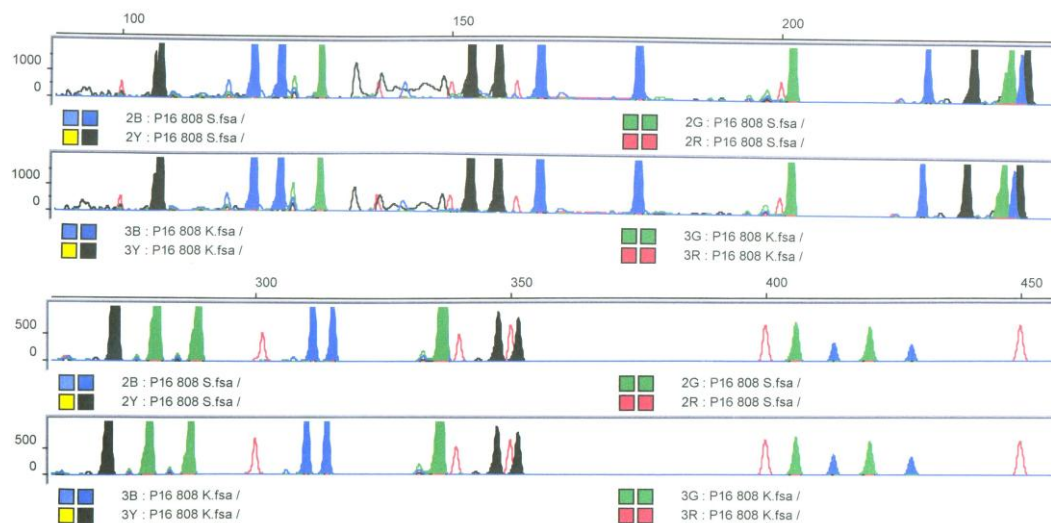 100 150 200
1000
0
2B : P16 808 S.fsa / 2G : P16 808 S.fsa /
2Y : P16 808 S.fsa / 2R : P16 808 S.fsa /
1000
0
3B : P16 808 K.fsa / 3G : P16 808 K.fsa /
3Y : P16 808 K.fsa / 3R : P16 808 K.fsa /
300 350 400 450
500
0
2B : P16 808 S.fsa / 2G : P16 808 S.fsa /
2Y : P16 808 S.fsa / 2R : P16 808 S.fsa /
500
0
3B : P16 808 K.fsa / 3G : P16 808 K.fsa /
3Y : P16 808 K.fsa / 3R : P16 808 K.fsa /